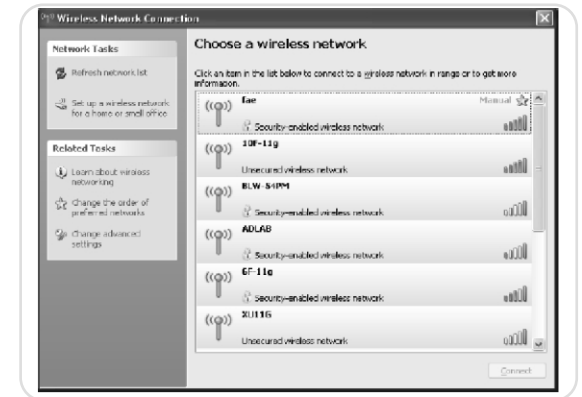 Wireless Network Connection
Network Tasks
Refresh network list
Set up a wireless network
for a home or small office
Related Tasks
Learn about wireless
networking
Change the order of
preferred networks
Change advanced
settings
Choose a wireless network
Click an item in the list below to connect to a wireless network in range or to get more
information.
fae
Manual
Security-enabled wireless network
10F-11g
Unsecured wireless network
BLW-54PM
Security-enabled wireless network
ADLAB
Security-enabled wireless network
6F-11g
Security-enabled wireless network
XU116
Unsecured wireless network
Connect